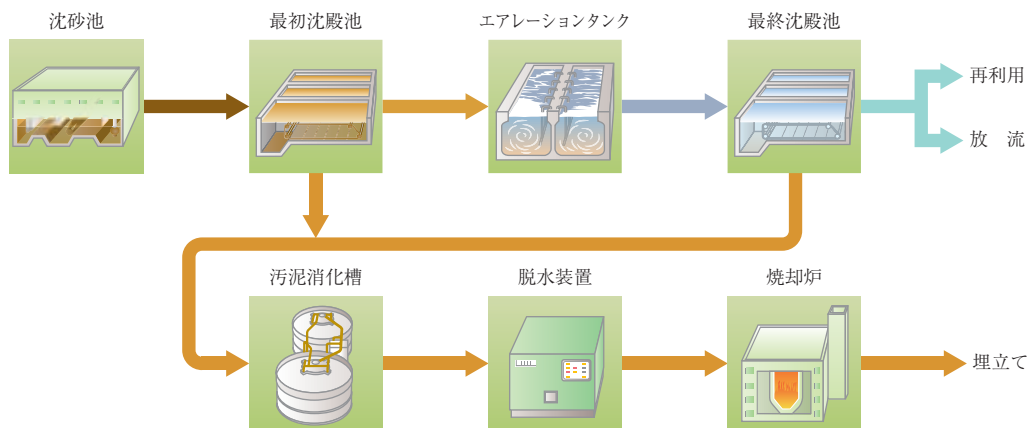 沈砂池
最初沈殿池
エアレーションタンク
最終沈殿池
再利用
放　流
汚泥消化槽
脱水装置
焼却炉
埋立て